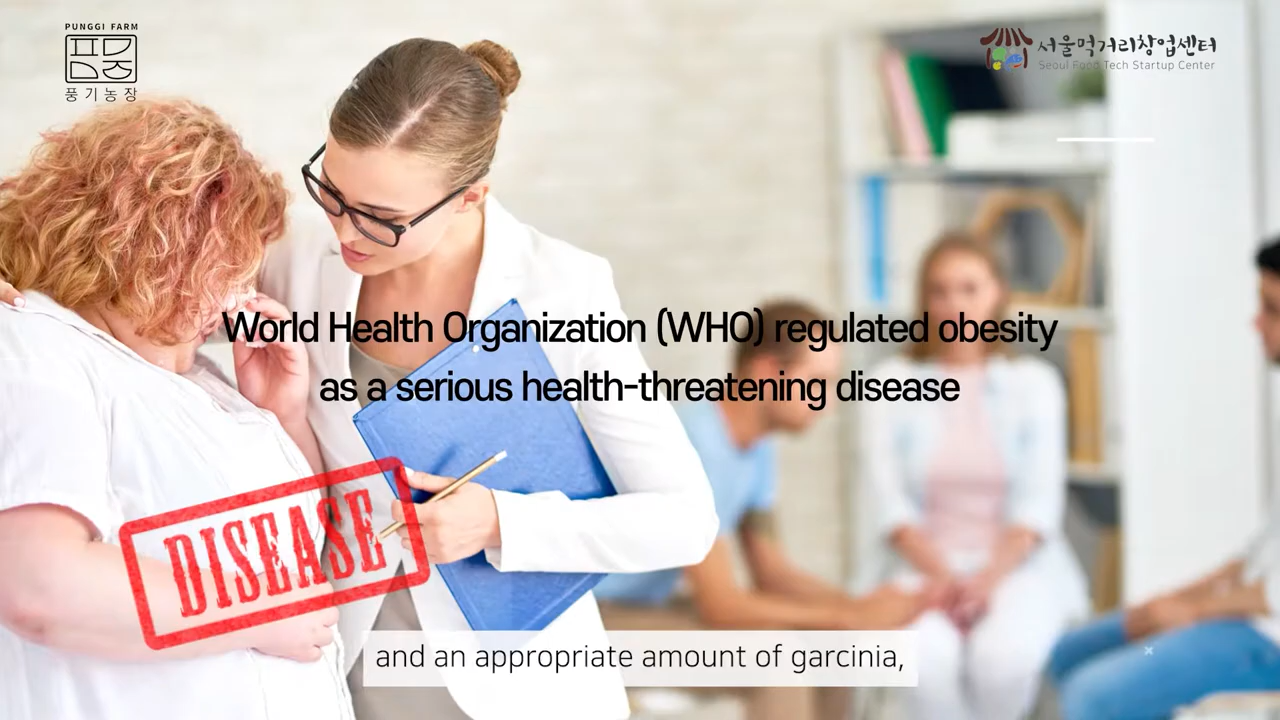 PUNGGI FARM
풍기농장
서울먹거리창업센터
Seoul Food Tech Startup Center
World Health Organization (WHO) regulated obesity
as a serious health-threatening disease
DISEASE
and an appropriate amount of garcinia,